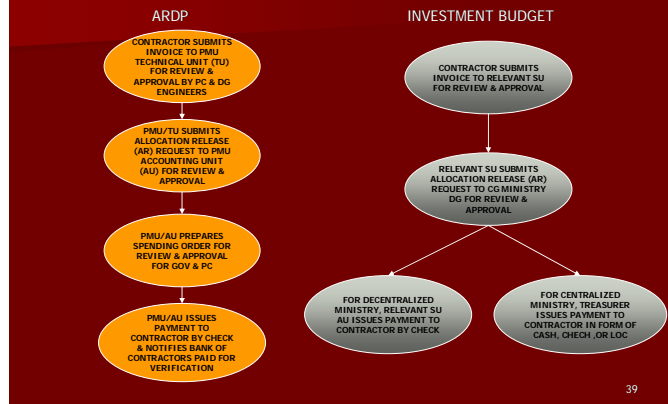 ARDP
CONTRACTOR SUBMITS
INVOICE TO PMU
TECHNICAL UNIT (TU)
FOR REVIEW &
APPROVAL BY PC & DG
ENGINEERS
PMU/TU SUBMITS
ALLOCATION RELEASE
(AR) REQUEST TO PMU
ACCOUNTING UNIT
(AU) FOR REVIEW &
APPROVAL
PMU/AU PREPARES
SPENDING ORDER FOR
REVIEW & APPROVAL
FOR GOV & PC
PMU/AU ISSUES
PAYMENT TO
CONTRACTOR BY CHECK
& NOTIFIES BANK OF
CONTRACTORS PAID FOR
VERIFICATION
INVESTMENT BUDGET
CONTRACTOR SUBMITS
INVOICE TO RELEVANT SU
FOR REVIEW & APPROVAL
RELEVANT SU SUBMITS
ALLOCATION RELEASE (AR)
REQUEST TO CG MINISTRY
DG FOR REVIEW &
APPROVAL
FOR DECENTRALIZED
MINISTRY, RELEVANT SU
AU ISSUES PAYMENT TO
CONTRACTOR BY CHECK
FOR CENTRALIZED
MINISTRY, TREASURER
ISSUES PAYMENT TO
CONTRACTOR IN FORM OF
CASH, CHECH ,OR LOC
39